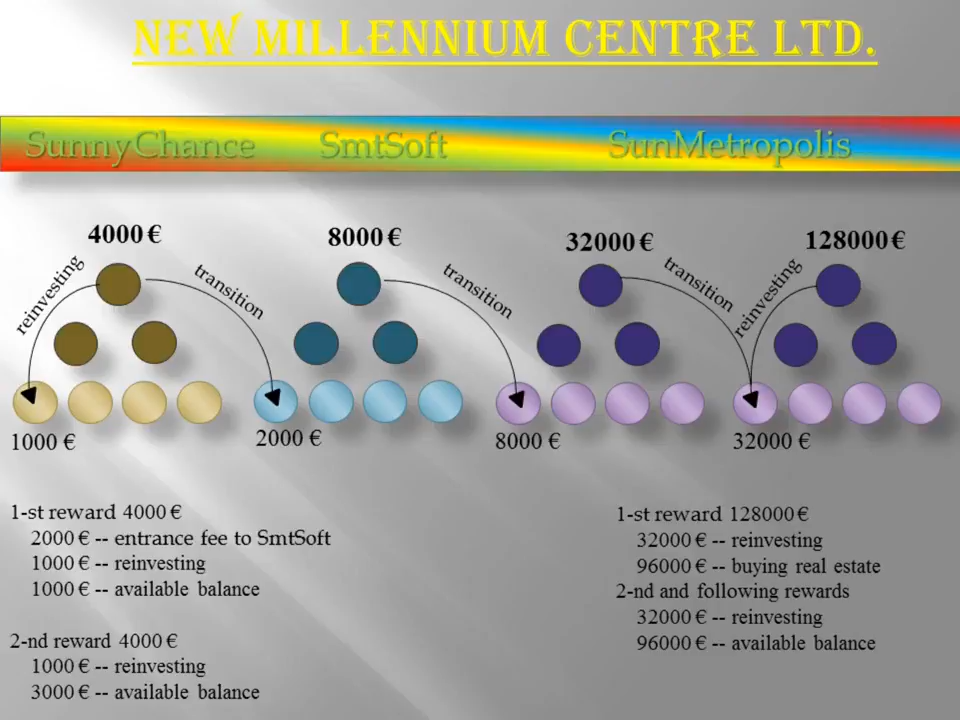 NEW MILLENNIUM CENTRE LTD.
SunnyChance SmtSoft SunMetropolis
4000 € 8000 € 32000 € 128000 €
reinvesting transition transition transition reinvesting
1000 € 2000 € 8000 € 32000 €
1-st reward 4000 €
2000 € -- entrance fee to SmtSoft
1000 € -- reinvesting
1000 € -- available balance
2-nd reward 4000 €
1000 € -- reinvesting
3000 € -- available balance
1-st reward 128000 €
32000 € -- reinvesting
96000 € -- buying real estate
2-nd and following rewards
32000 € -- reinvesting
96000 € -- available balance